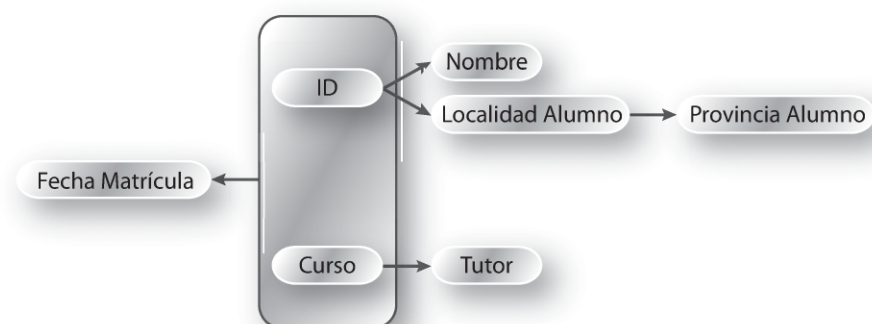 Nombre
ID
Localidad Alumno
Provincia Alumno
Fecha Matrícula
Curso
Tutor